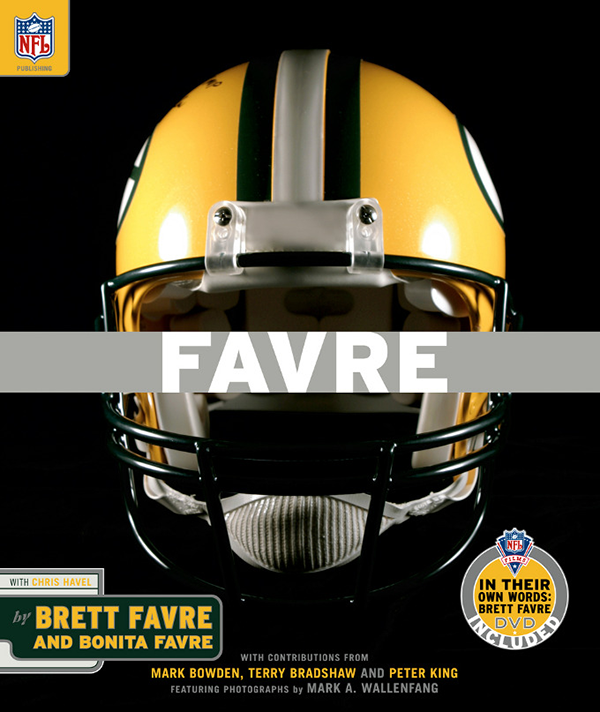 NFL
PUBLISHING
FAVRE
WITH CHRIS HAVEL
by BRETT FAVRE
AND BONITA FAVRE
NFL
FILMS
IN THEIR
OWN WORDS:
BRETT FAVRE
DVD
INCLUDED
WITH CONTRIBUTIONS FROM
MARK BOWDEN, TERRY BRADSHAW AND PETER KING
FEATURING PHOTOGRAPHS by MARK A. WALLENFANG